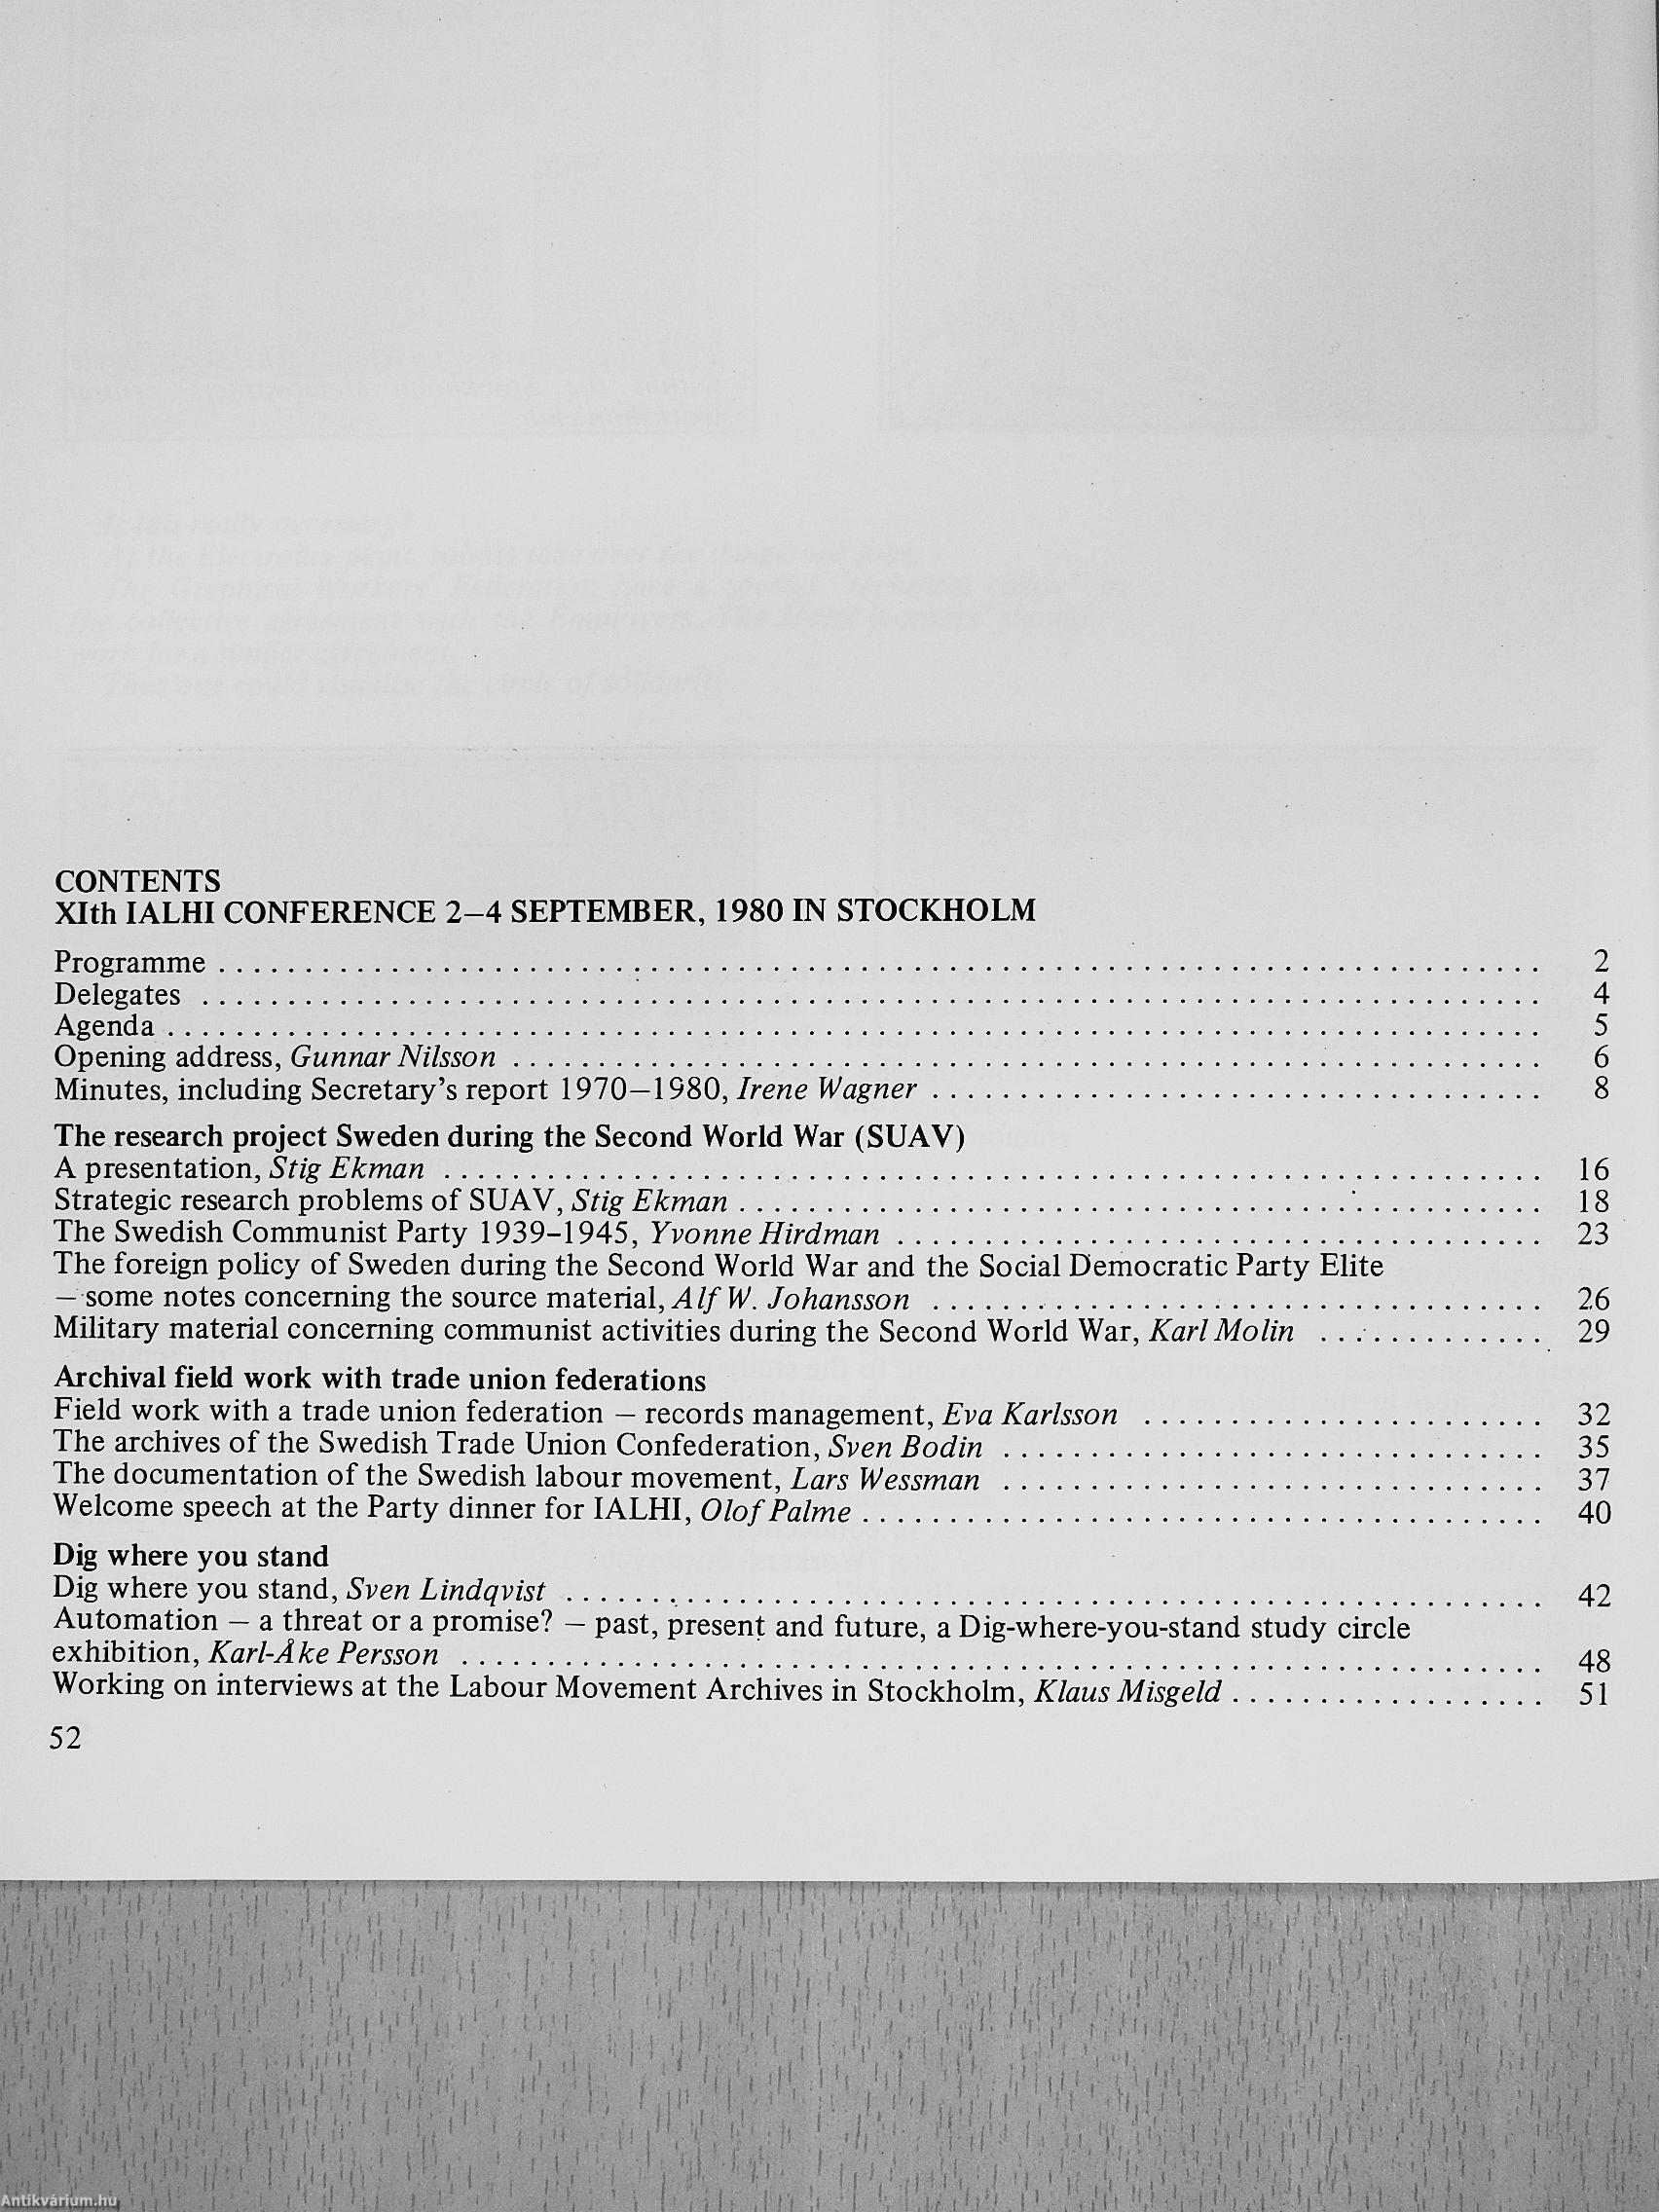 CONTENTS
XIth IALHI CONFERENCE 2–4 SEPTEMBER, 1980 IN STOCKHOLM
Programme . . . . . . . . . . . . . . . . . . . . 2
Delegates . . . . . . . . . . . . . . . . . . . . 4
Agenda . . . . . . . . . . . . . . . . . . . . 5
Opening address, Gunnar Nilsson . . . . . . . . . . . . . . . . . . . . 6
Minutes, including Secretary's report 1970–1980, Irene Wagner . . . . . . . . . . . . . . . . . . . . 8
The research project Sweden during the Second World War (SUAV)
A presentation, Stig Ekman . . . . . . . . . . . . . . . . . . . . 16
Strategic research problems of SUAV, Stig Ekman . . . . . . . . . . . . . . . . . . . . 18
The Swedish Communist Party 1939–1945, Yvonne Hirdman . . . . . . . . . . . . . . . . . . . . 23
The foreign policy of Sweden during the Second World War and the Social Democratic Party Elite
– some notes concerning the source material, Alf W. Johansson . . . . . . . . . . . . . . . . . . . . 26
Military material concerning communist activities during the Second World War, Karl Molin . . . . . . . . . . . . . 29
Archival field work with trade union federations
Field work with a trade union federation – records management, Eva Karlsson . . . . . . . . . . . . . . . . . . . . 32
The archives of the Swedish Trade Union Confederation, Sven Bodin . . . . . . . . . . . . . . . . . . . . 35
The documentation of the Swedish labour movement, Lars Wessman . . . . . . . . . . . . . . . . . . . . 37
Welcome speech at the Party dinner for IALHI, Olof Palme . . . . . . . . . . . . . . . . . . . . 40
Dig where you stand
Dig where you stand, Sven Lindqvist . . . . . . . . . . . . . . . . . . . . 42
Automation – a threat or a promise? – past, present and future, a Dig-where-you-stand study circle
exhibition, Karl-Åke Persson . . . . . . . . . . . . . . . . . . . . 48
Working on interviews at the Labour Movement Archives in Stockholm, Klaus Misgeld . . . . . . . . . . . . . . . . . . 51
52
Antikvárium.hu